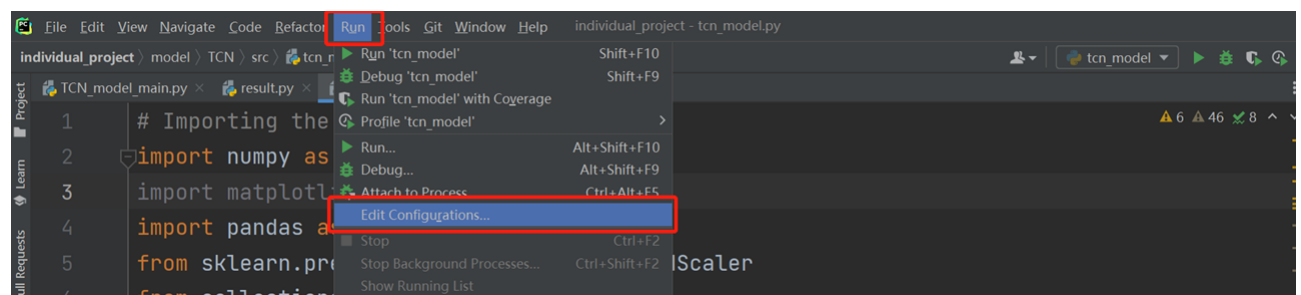 File Edit View Navigate Code Refactor Run Tools Git Window Help individual_project - tcn_model.py
individual_project model TCN src tcn_m tcn_model
TCN_model_main.py result.py
Run 'tcn_model' Shift+F10
Debug 'tcn_model' Shift+F9
Run 'tcn_model' with Coverage
Profile 'tcn_model'
Run... Alt+Shift+F10
Debug... Alt+Shift+F9
Attach to Process... Ctrl+Alt+F5
Edit Configurations...
Stop Ctrl+F2
Stop Background Processes... Ctrl+Shift+F2
Show Running List
Project
Learn
Pull Requests
1 # Importing the
2 import numpy as
3 import matplotli
4 import pandas as
5 from sklearn.pre dScaler
6 46 8